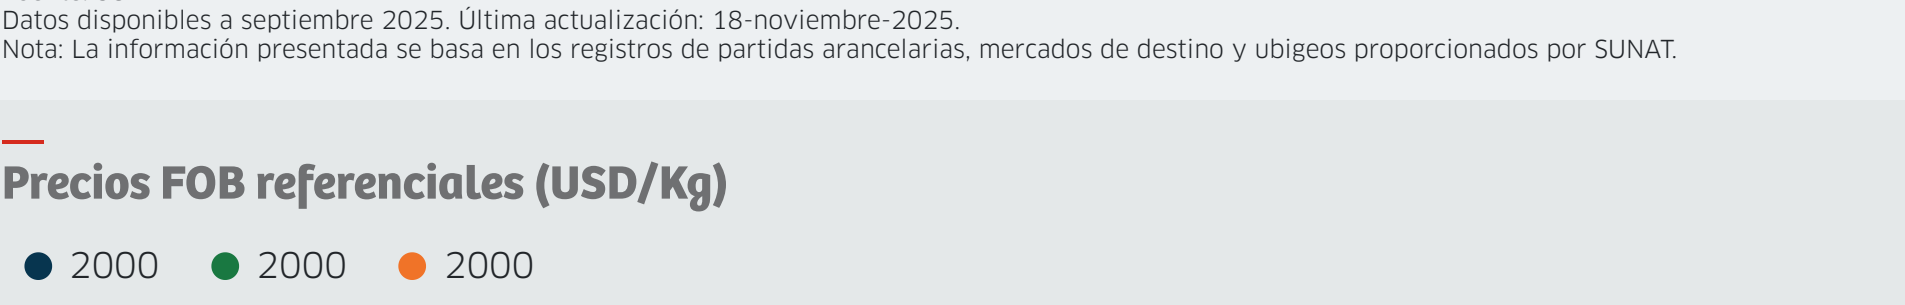 Datos disponibles a septiembre 2025. Última actualización: 18-noviembre-2025.
Nota: La información presentada se basa en los registros de partidas arancelarias, mercados de destino y ubigeos proporcionados por SUNAT.
Precios FOB referenciales (USD/Kg)
2000 2000 2000